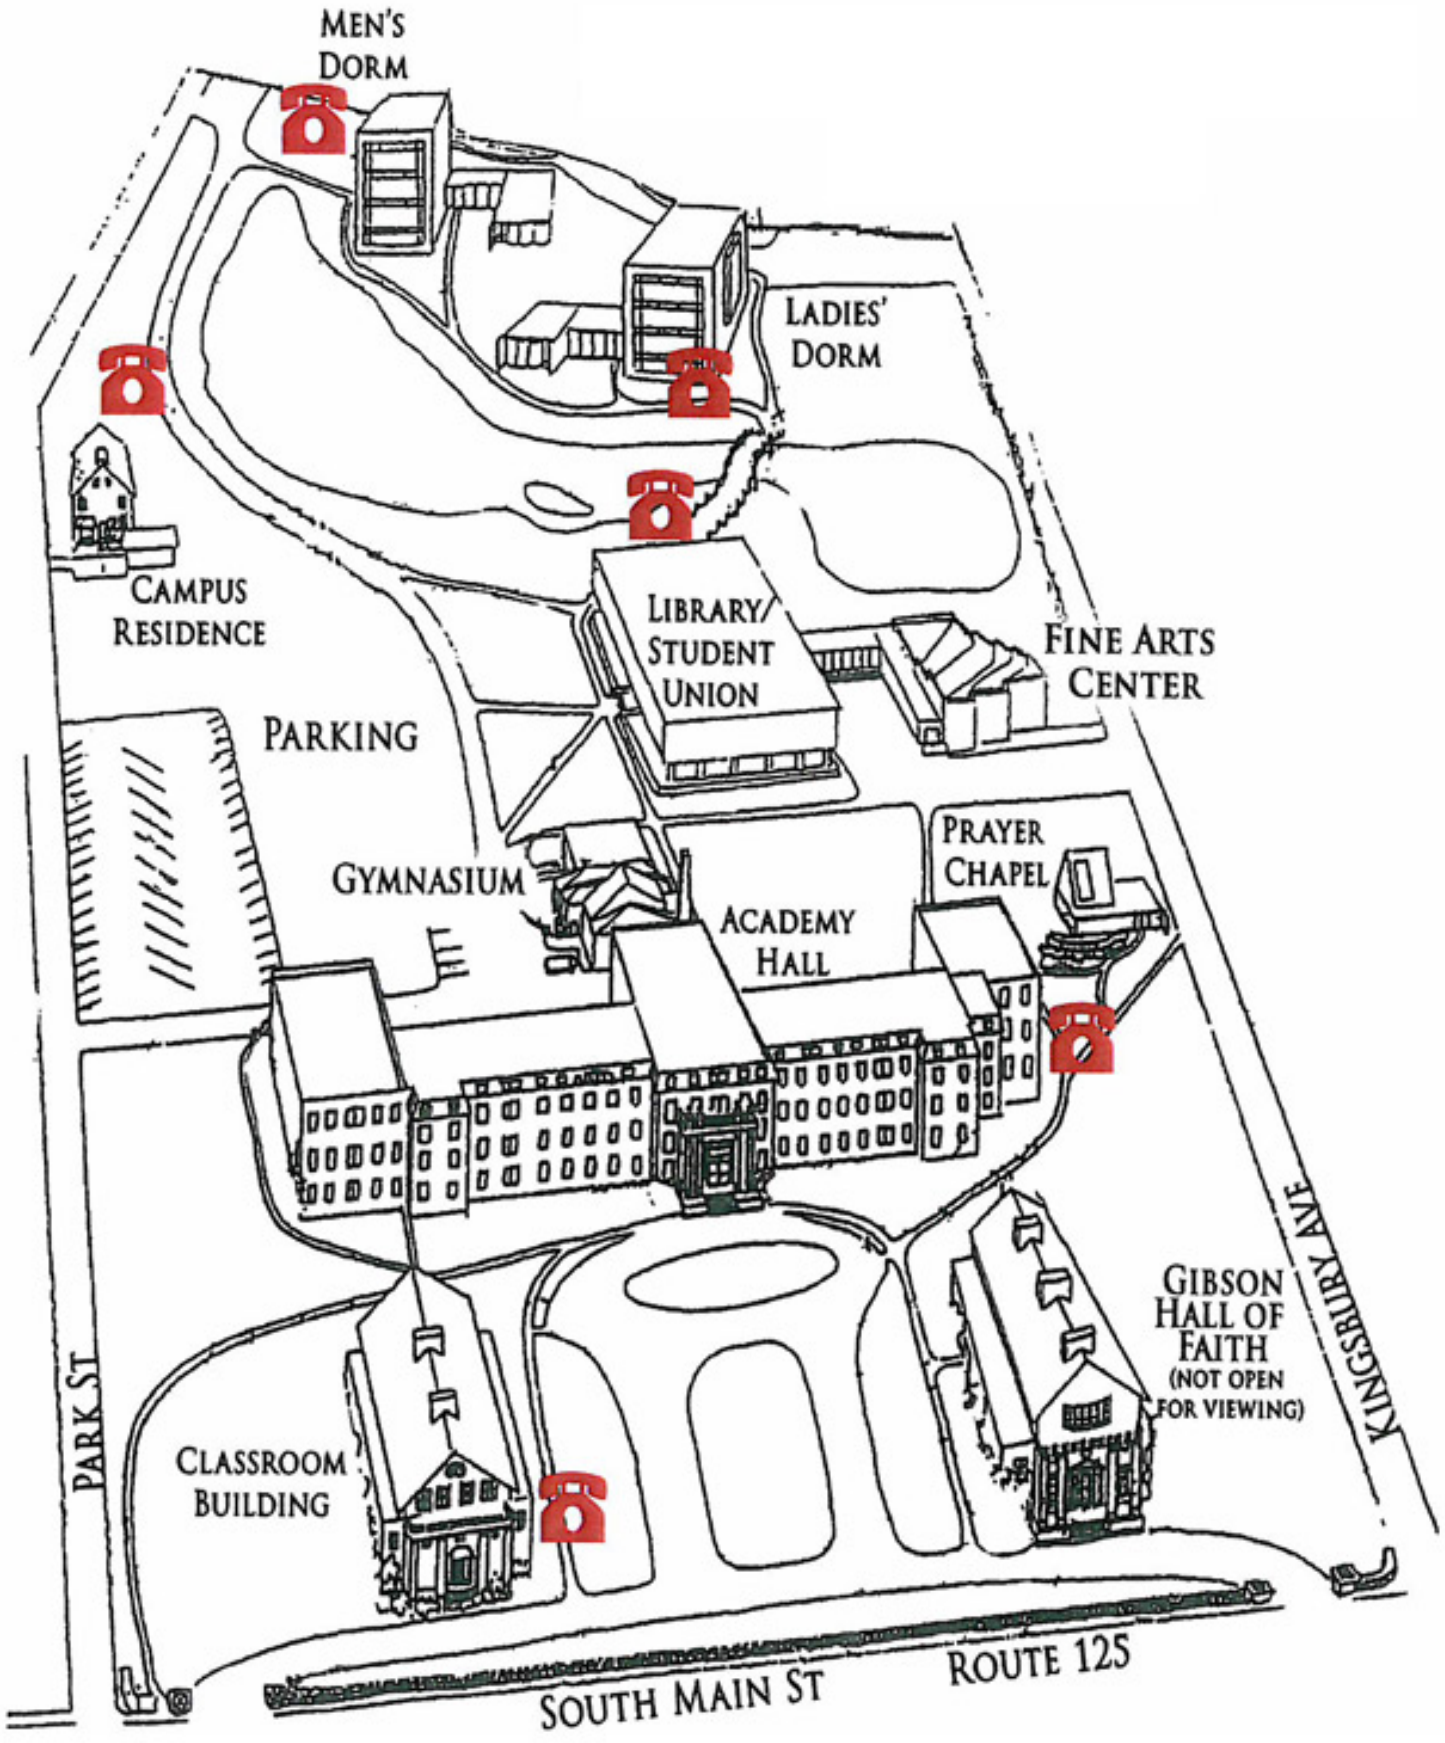 MEN'S
DORM
LADIES'
DORM
CAMPUS
RESIDENCE
LIBRARY/
STUDENT
UNION
FINE ARTS
CENTER
PARKING
PRAYER
CHAPEL
GYMNASIUM
ACADEMY
HALL
KINGSBURY AVE
GIBSON
HALL OF
FAITH
(NOT OPEN
FOR VIEWING)
PARK ST
CLASSROOM
BUILDING
ROUTE 125
SOUTH MAIN ST